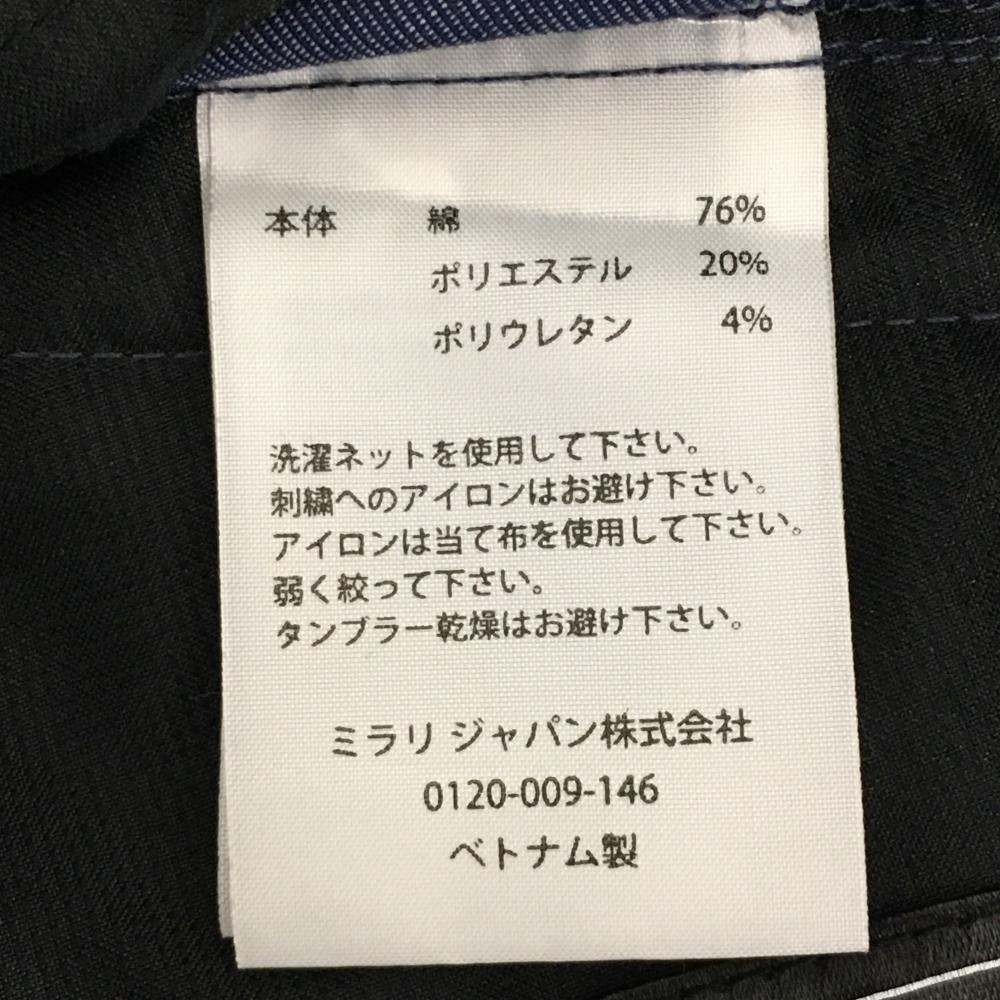 本体 綿 76%
ポリエステル 20%
ポリウレタン 4%
洗濯ネットを使用して下さい。
刺繍へのアイロンはお避け下さい。
アイロンは当て布を使用して下さい。
弱く絞って下さい。
タンブラー乾燥はお避け下さい。
ミラリ ジャパン株式会社
0120-009-146
ベトナム製